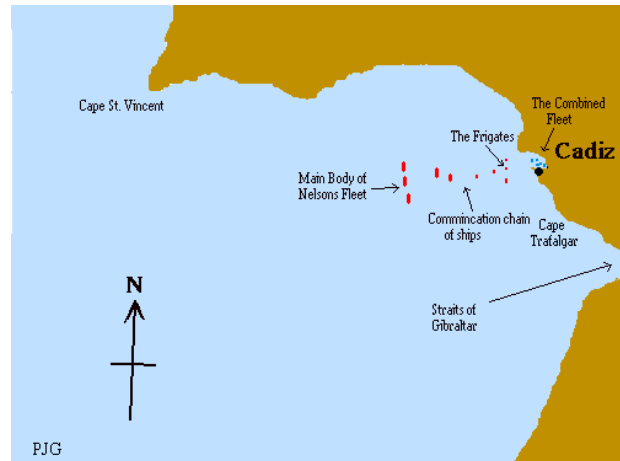 Cape St. Vincent
The Combined
Fleet
The Frigates
Cadiz
Main Body of
Nelsons Fleet
Commincation chain
of ships
Cape
Trafalgar
N
Straits of
Gibraltar
PJG